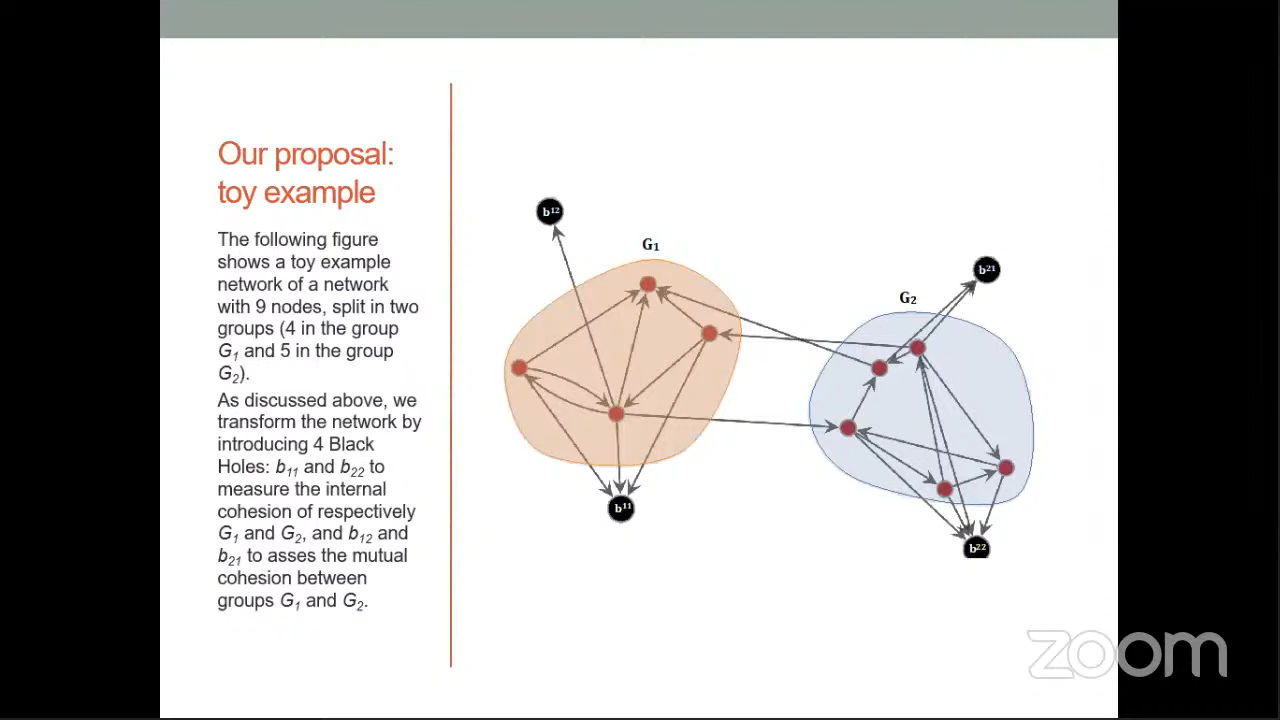 Our proposal:
toy example
The following figure
shows a toy example
network of a network
with 9 nodes, split in two
groups (4 in the group
G1 and 5 in the group
G2).
As discussed above, we
transform the network by
introducing 4 Black
Holes: b11 and b22 to
measure the internal
cohesion of respectively
G1 and G2, and b12 and
b21 to asses the mutual
cohesion between
groups G1 and G2.
b12
G1
b11
G2
b21
b22
zoom